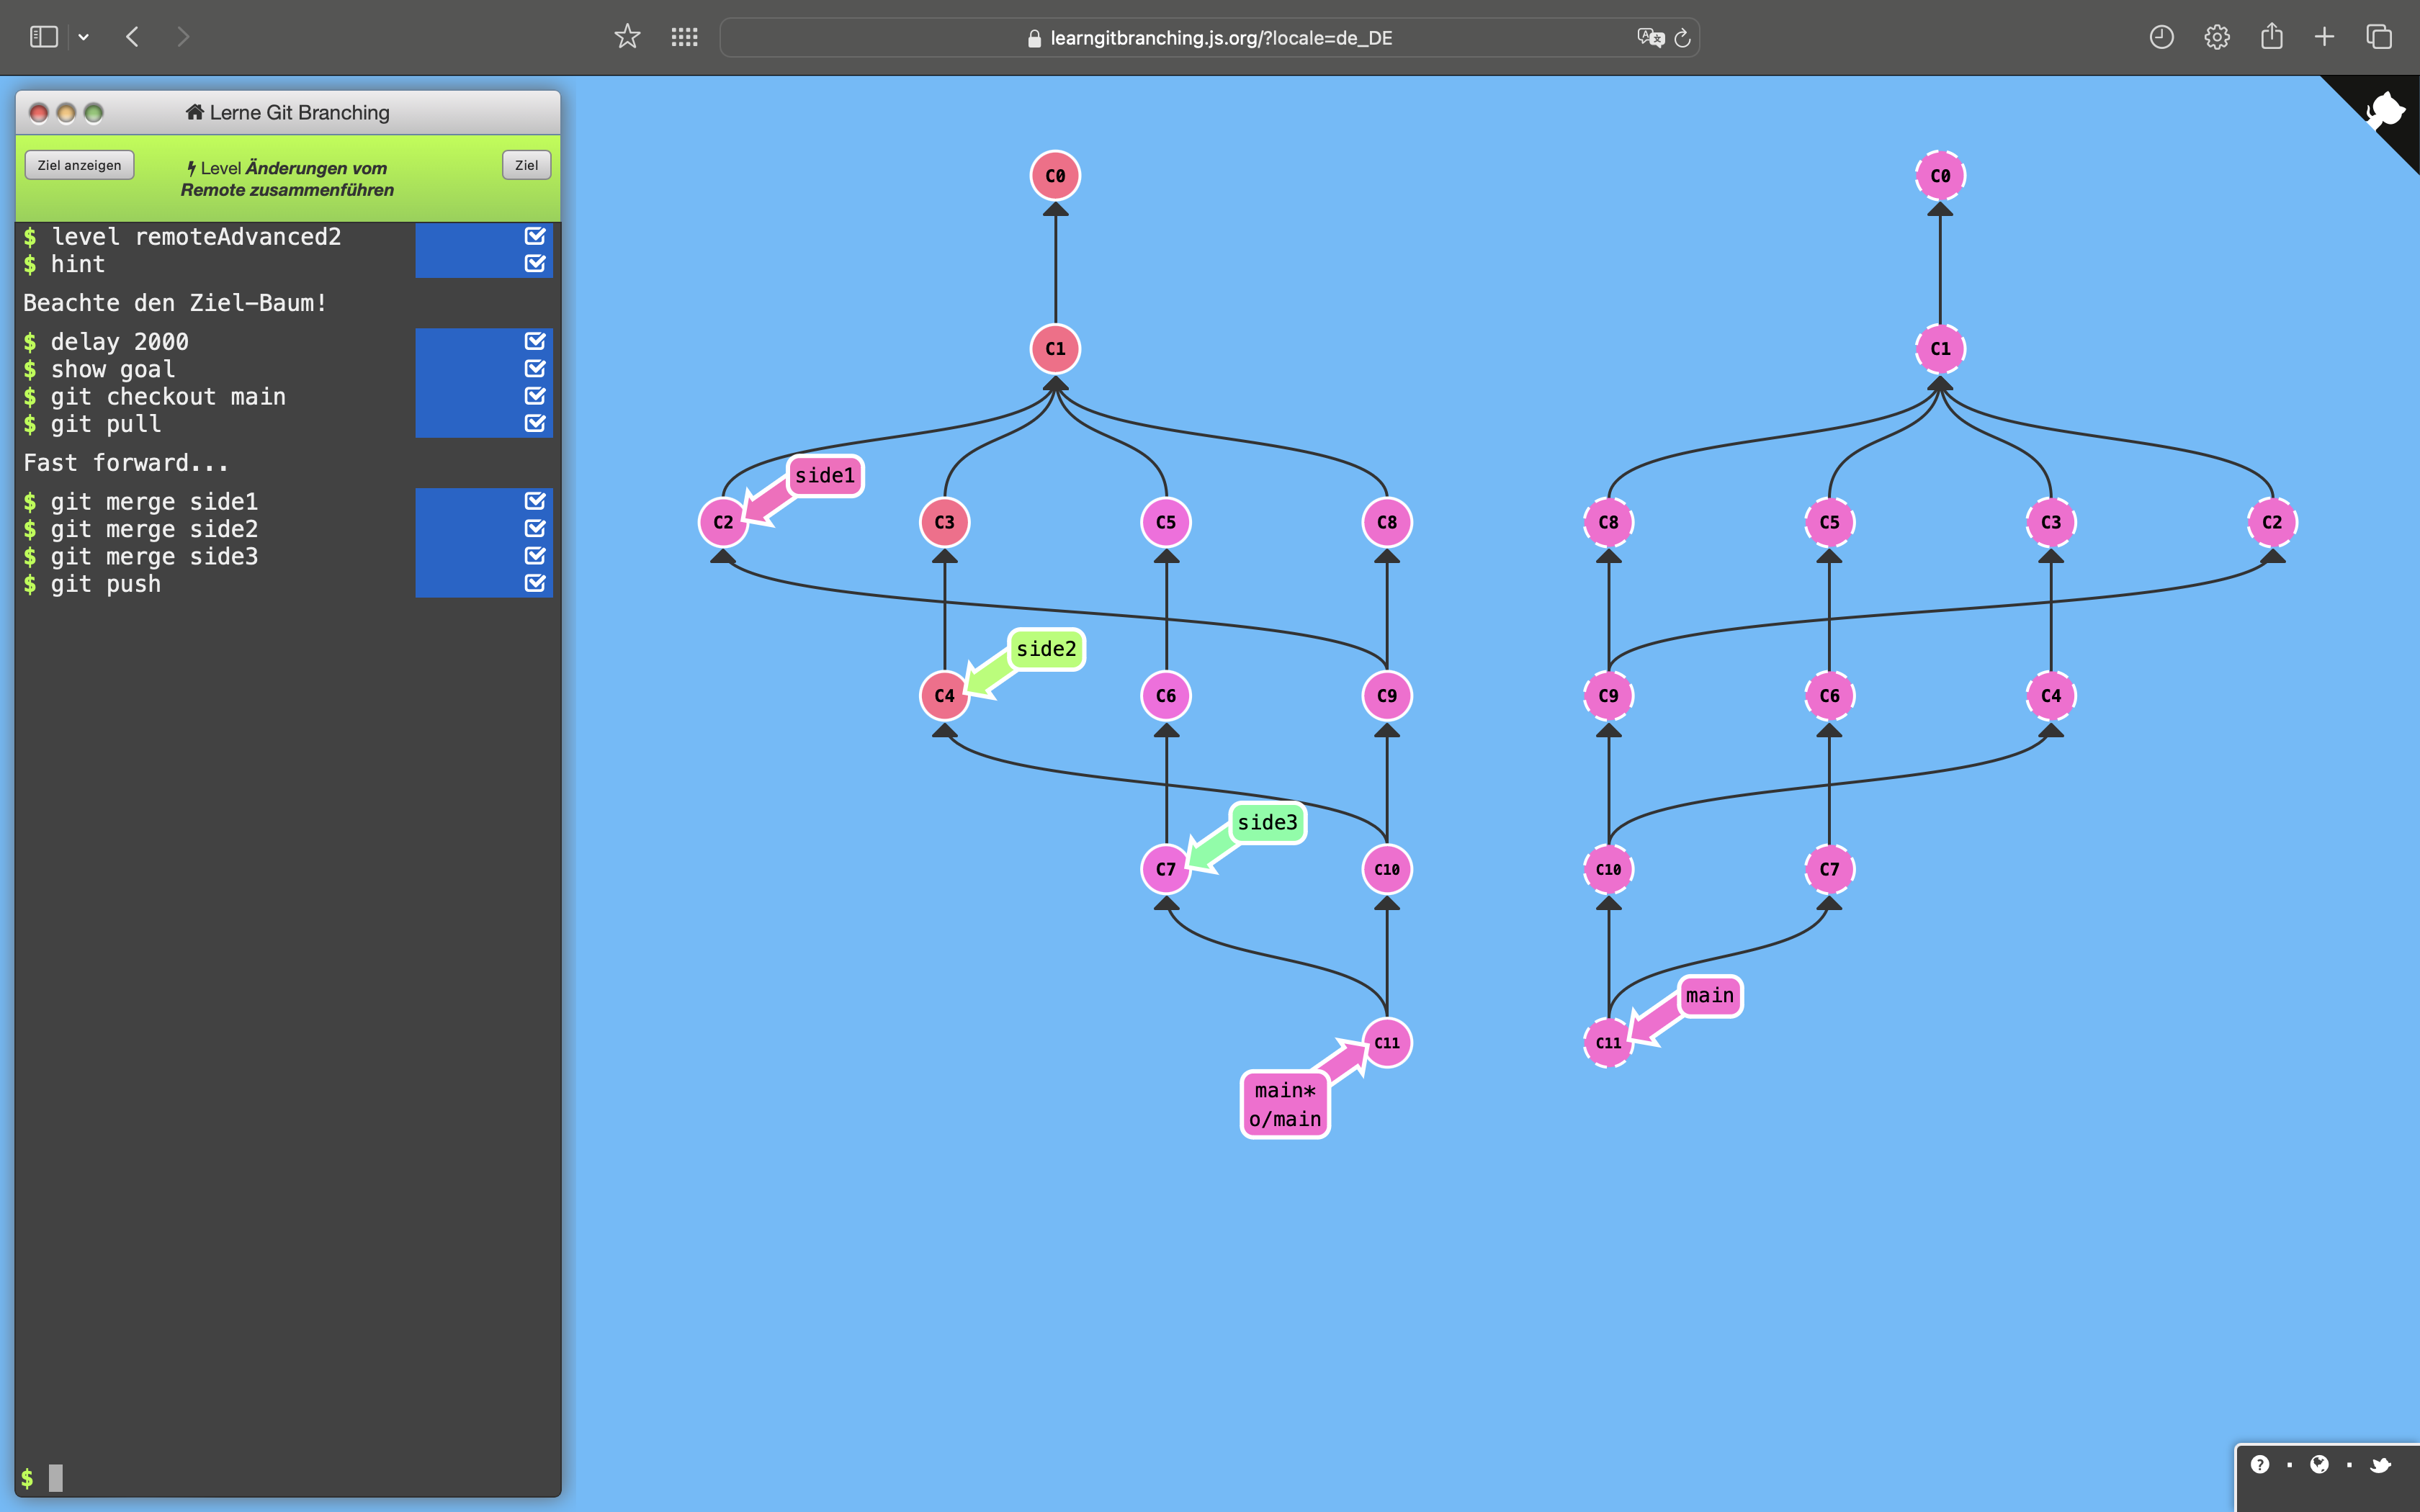 learngitbranching.js.org/?locale=de_DE
Lerne Git Branching
Ziel anzeigen
Level Änderungen vom
Remote zusammenführen
Ziel
$ level remoteAdvanced2
$ hint
Beachte den Ziel-Baum!
$ delay 2000
$ show goal
$ git checkout main
$ git pull
Fast forward...
$ git merge side1
$ git merge side2
$ git merge side3
$ git push
$
C0
C1
side1
C2
C3
C5
C8
side2
C4
C6
C9
side3
C7
C10
C11
main*
o/main
C0
C1
C8
C5
C3
C2
C9
C6
C4
C10
C7
main
C11